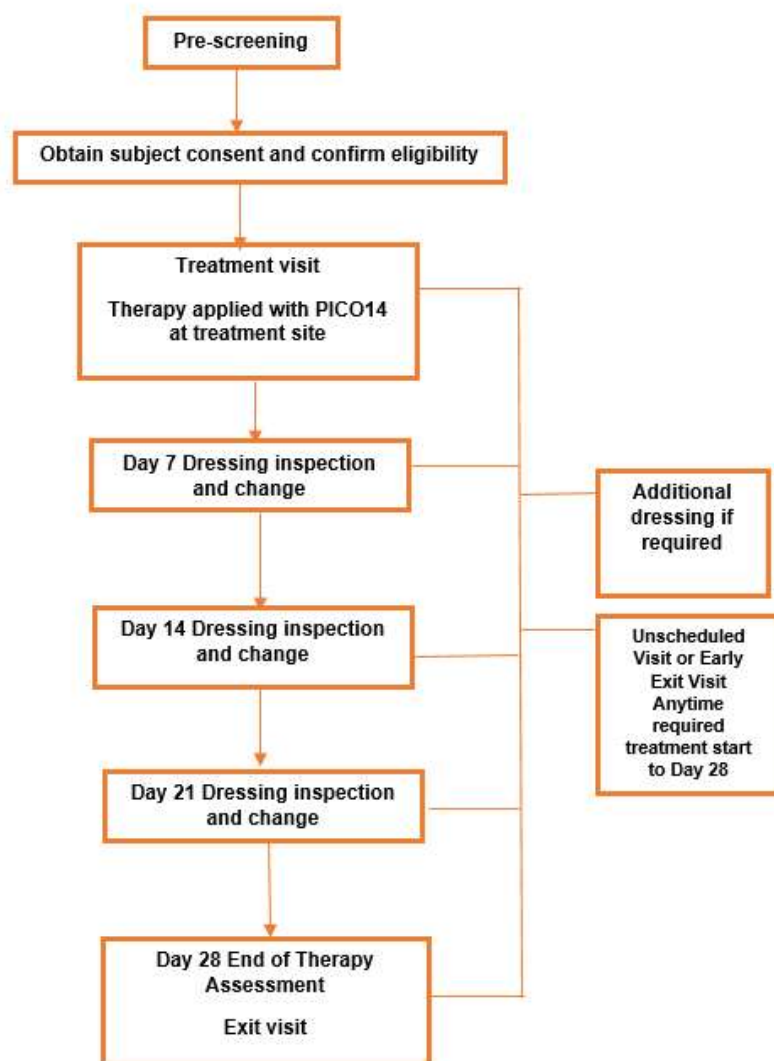 Pre-screening
Obtain subject consent and confirm eligibility
Treatment visit
Therapy applied with PICO14
at treatment site
Day 7 Dressing inspection
and change
Additional
dressing if
required
Day 14 Dressing inspection
and change
Unscheduled
Visit or Early
Exit Visit
Anytime
required
treatment start
to Day 28
Day 21 Dressing inspection
and change
Day 28 End of Therapy
Assessment
Exit visit